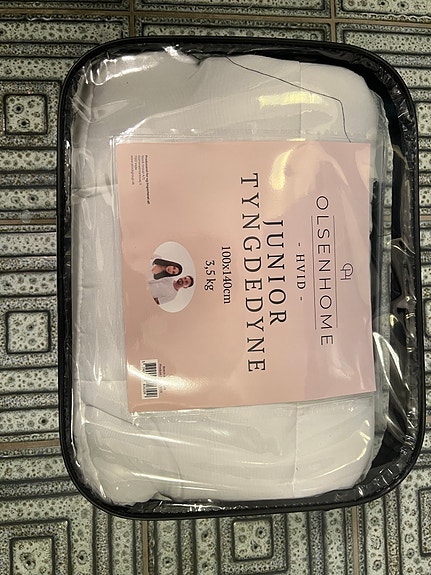 OLSENHOME
- HVID -
JUNIOR
TYNGDEDYNE
100x140cm
3,5 kg